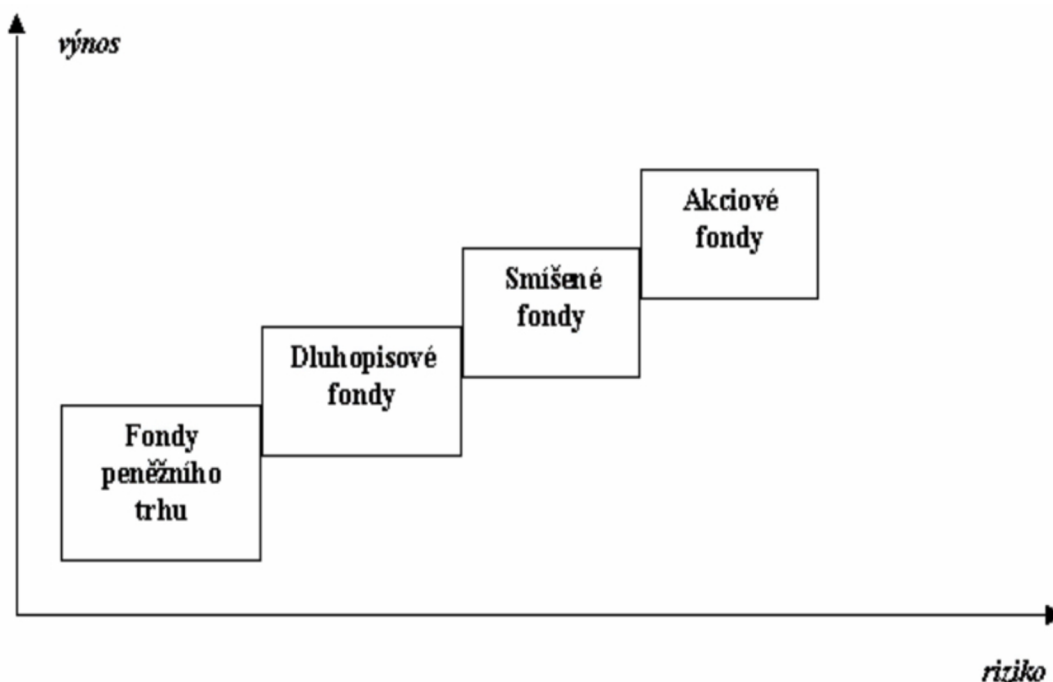 výnos
Akciové
fondy
Smíšené
fondy
Dluhopisové
fondy
Fondy
peněžního
trhu
riziko